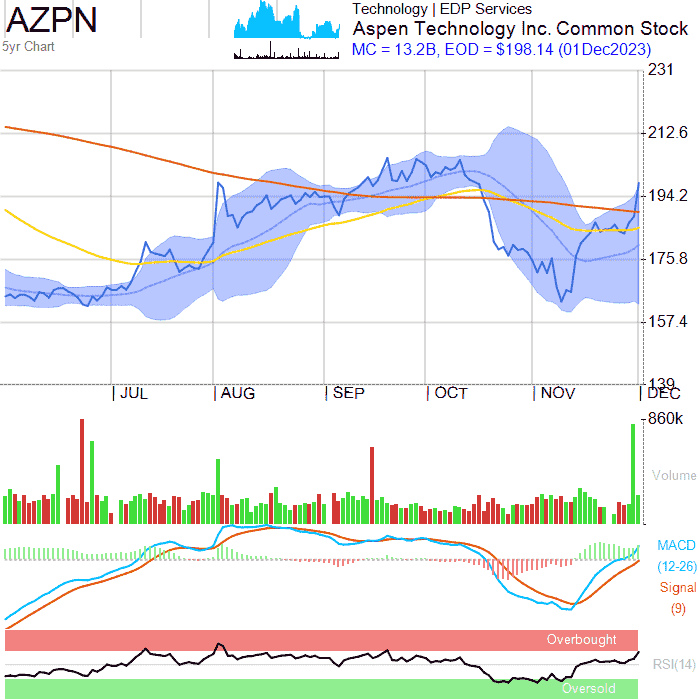 AZPN
5yr Chart
Technology | EDP Services
Aspen Technology Inc. Common Stock
MC = 13.2B, EOD = $198.14 (01Dec2023)
231
212.6
194.2
175.8
157.4
139
JUL AUG SEP OCT NOV DEC
860k
Volume
MACD
(12-26)
Signal
(9)
Overbought
RSI(14)
Oversold